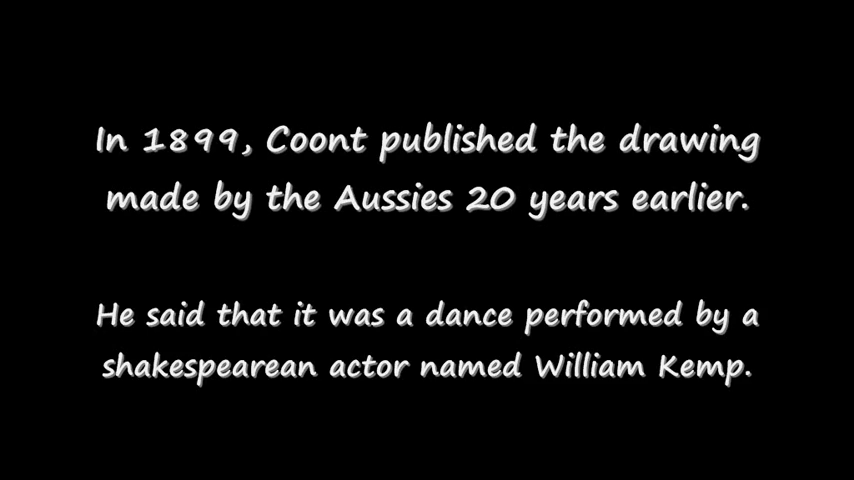 In 1899, Coont published the drawing
made by the Aussies 20 years earlier.
He said that it was a dance performed by a
shakespearean actor named William Kemp.